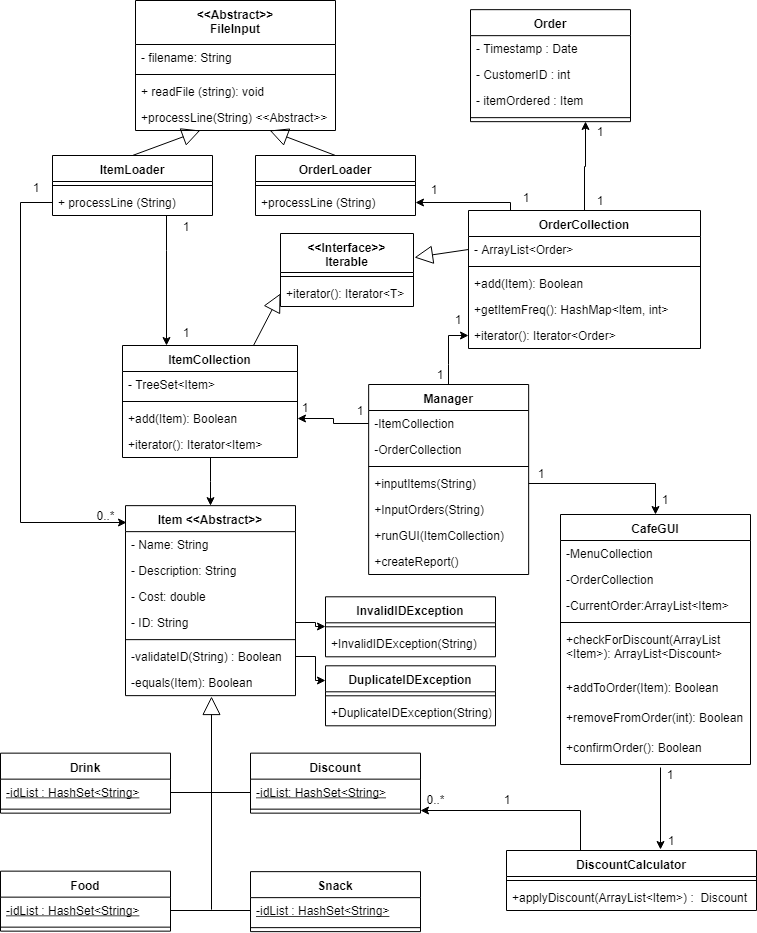 <<Abstract>>
FileInput
- filename: String
+ readFile (string): void
+processLine(String) <<Abstract>>
Order
- Timestamp : Date
- CustomerID : int
- itemOrdered : Item
1
ItemLoader
+ processLine (String)
OrderLoader
+processLine (String)
1
1
1
1
1
OrderCollection
- ArrayList<Order>
+add(Item): Boolean
+getItemFreq(): HashMap<Item, int>
+iterator(): Iterator<Order>
<<Interface>>
Iterable
+iterator(): Iterator<T>
1
1
1
ItemCollection
- TreeSet<Item>
+add(Item): Boolean
+iterator(): Iterator<Item>
1
1
Manager
-ItemCollection
-OrderCollection
+inputItems(String)
+InputOrders(String)
+runGUI(ItemCollection)
+createReport()
1
1
0..*
Item <<Abstract>>
- Name: String
- Description: String
- Cost: double
- ID: String
-validateID(String) : Boolean
-equals(Item): Boolean
InvalidIDException
+InvalidIDException(String)
DuplicateIDException
+DuplicateIDException(String)
CafeGUI
-MenuCollection
-OrderCollection
-CurrentOrder:ArrayList<Item>
+checkForDiscount(ArrayList
<Item>): ArrayList<Discount>
+addToOrder(Item): Boolean
+removeFromOrder(int): Boolean
+confirmOrder(): Boolean
Drink
-idList : HashSet<String>
Discount
-idList: HashSet<String>
0..*
1
1
1
Food
-idList : HashSet<String>
Snack
-idList : HashSet<String>
DiscountCalculator
+applyDiscount(ArrayList<Item>) : Discount